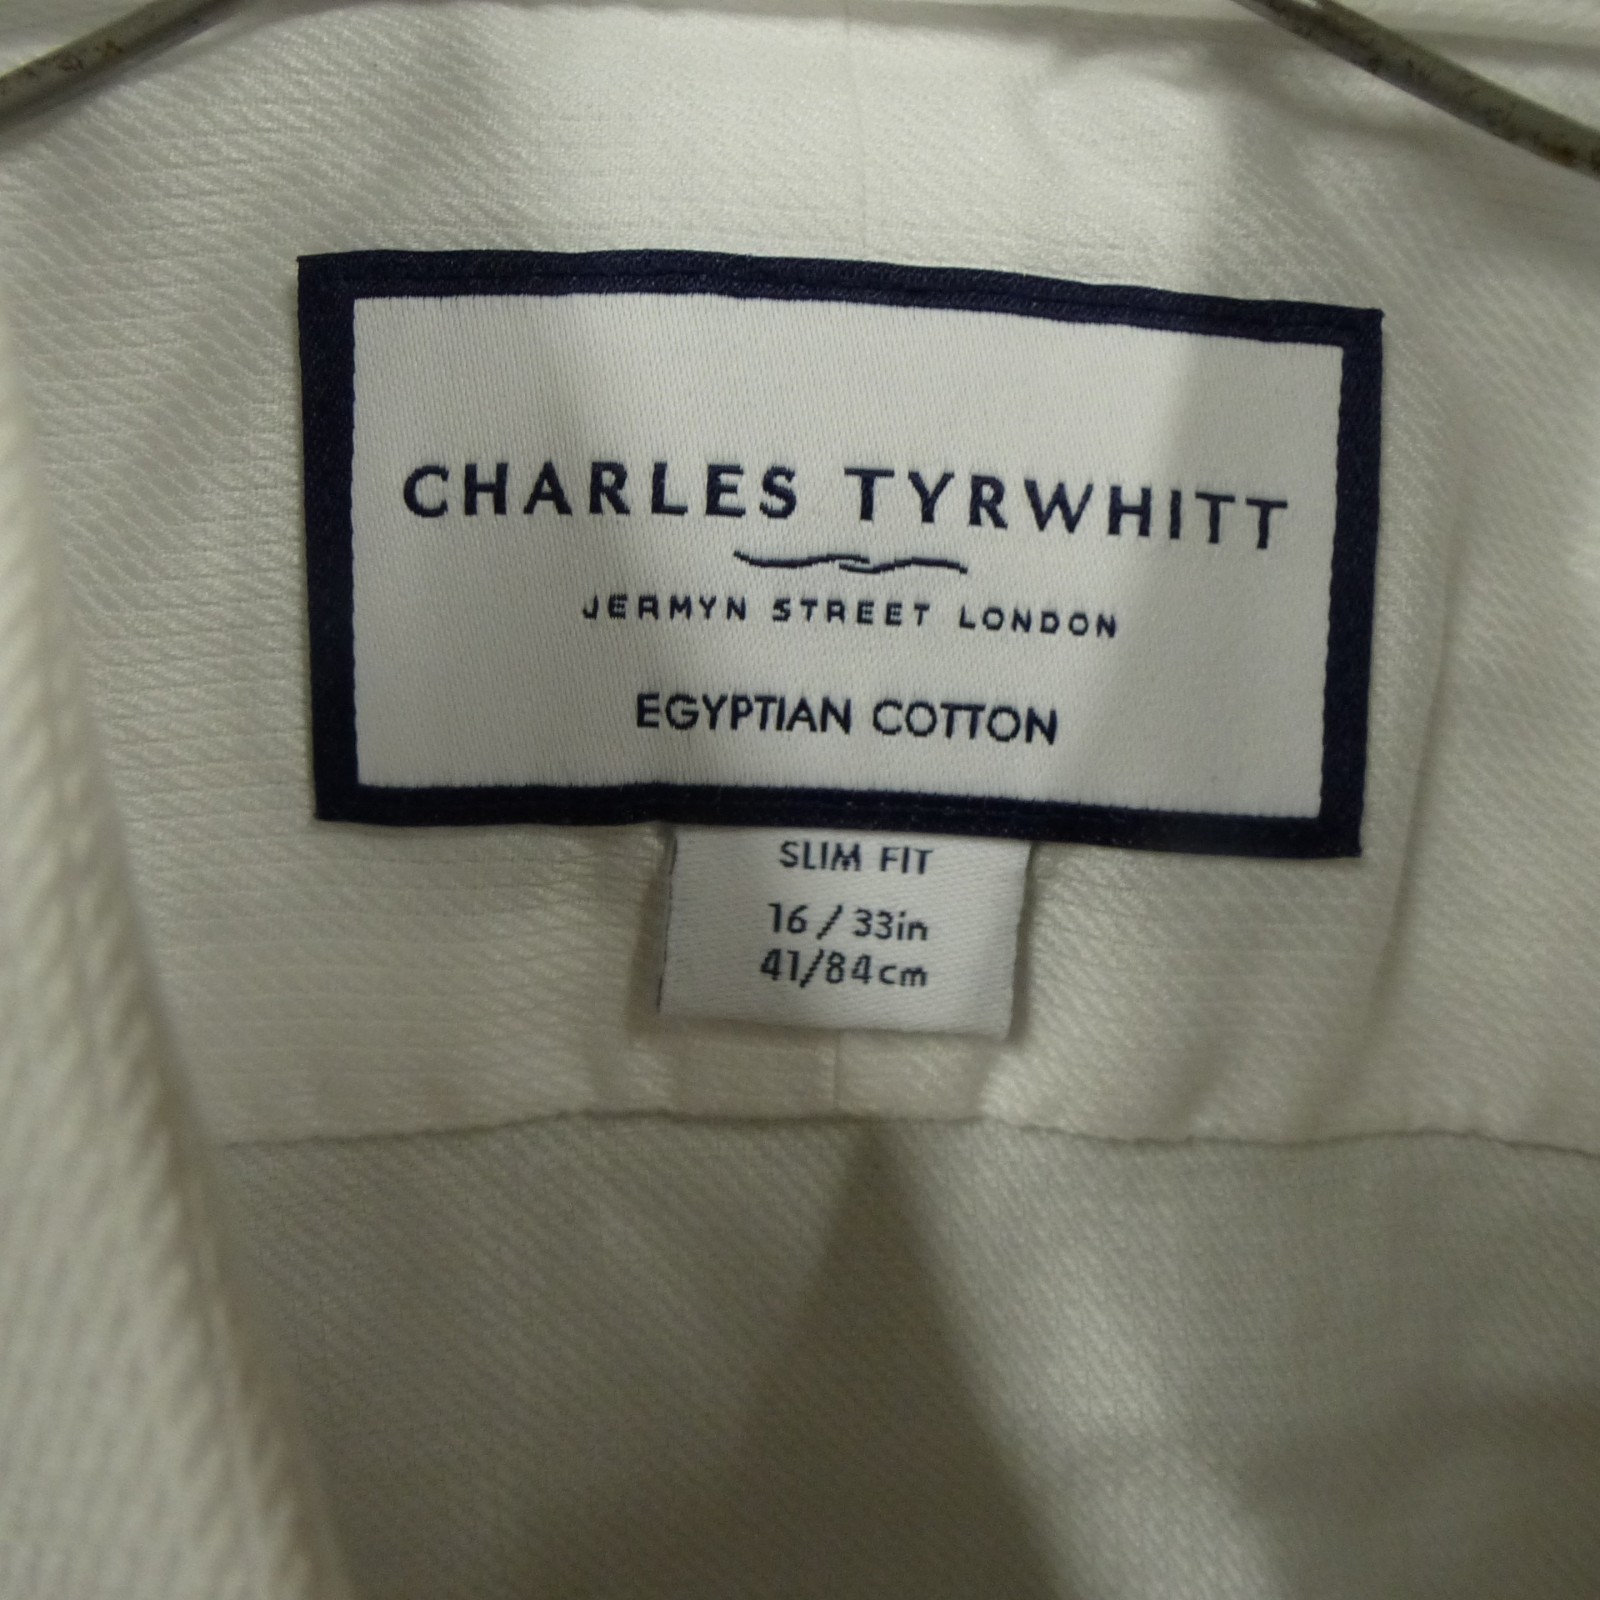 CHARLES TYRWHITT
JERMYN STREET LONDON
EGYPTIAN COTTON
SLIM FIT
16 / 33in
41/84cm